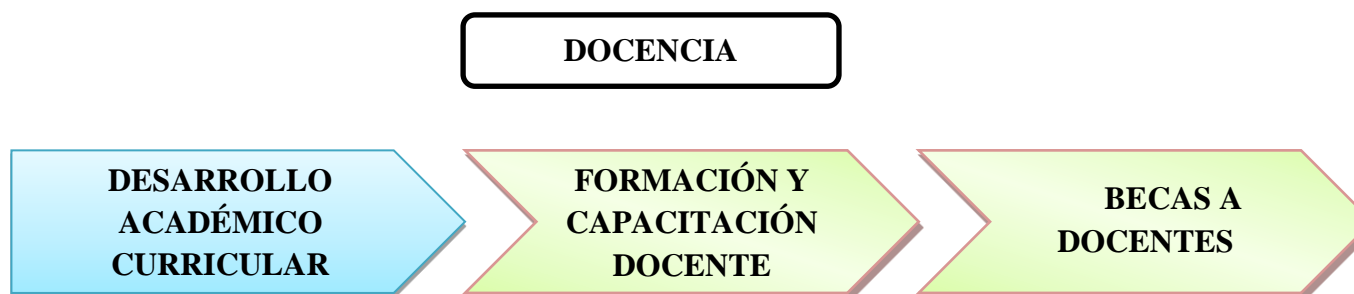 DOCENCIA
DESARROLLO
ACADÉMICO
CURRICULAR
FORMACIÓN Y
CAPACITACIÓN
DOCENTE
BECAS A
DOCENTES